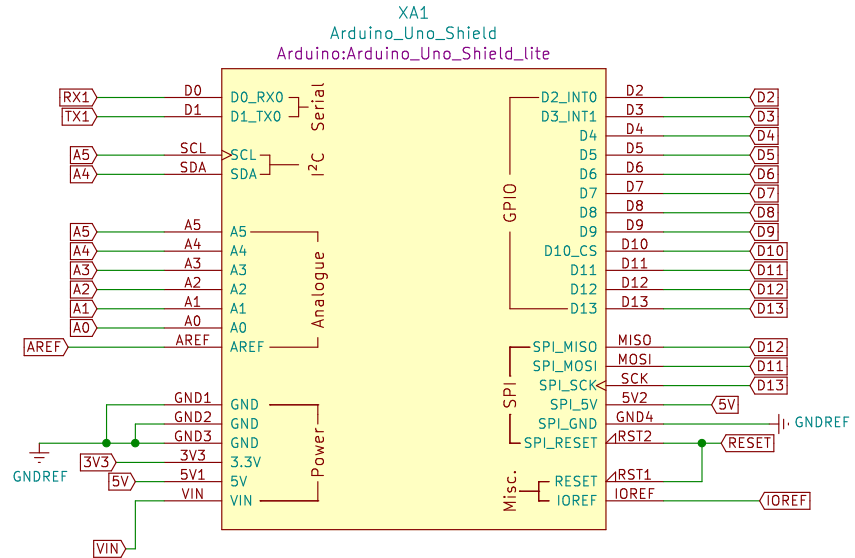 XA1
Arduino_Uno_Shield
Arduino:Arduino_Uno_Shield_lite
RX1 D0 D0_RX0 Serial D2_INT0 D2 D2
TX1 D1 D1_TX0 D3_INT1 D3 D3
D4 D4 D4
A5 SCL SCL I²C D5 D5 D5
A4 SDA SDA D6 D6 D6
D7 D7 D7
GPIO
D8 D8 D8
A5 A5 A5 D9 D9 D9
A4 A4 A4 D10_CS D10 D10
A3 A3 A3 D11 D11 D11
A2 A2 A2 Analogue D12 D12 D12
A1 A1 A1 D13 D13 D13
A0 A0 A0
AREF AREF AREF SPI_MISO MISO D12
SPI_MOSI MOSI D11
SPI SPI_SCK SCK D13
GND1 GND SPI_5V 5V2 5V
GND2 GND SPI_GND GND4 GNDREF
GNDREF GND3 GND Power SPI_RESET RST2 RESET
3V3 3V3 3.3V
5V 5V1 5V Misc. RESET RST1
VIN VIN IOREF IOREF IOREF
VIN